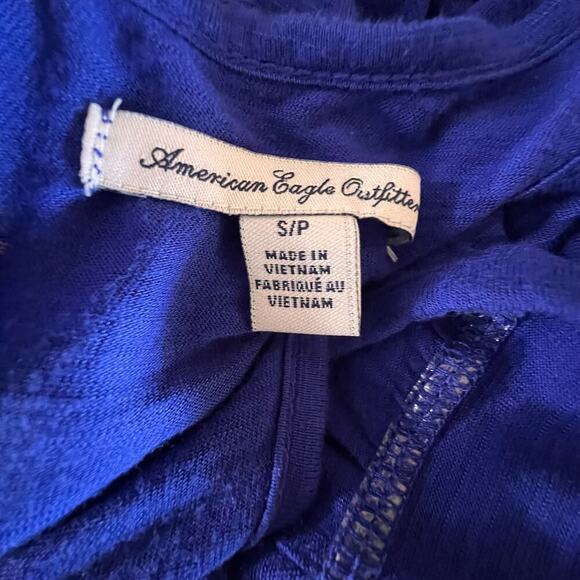 American Eagle Outfitter
S/P
MADE IN
VIETNAM
FABRIQUÉ AU
VIETNAM